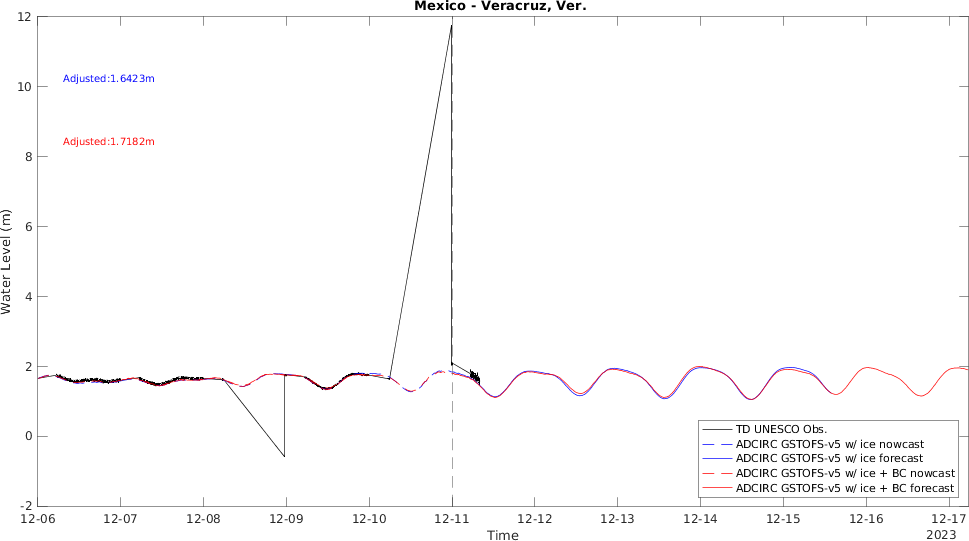 Mexico - Veracruz, Ver.
12
10
8
6
4
2
0
-2
Water Level (m)
Adjusted:1.6423m
Adjusted:1.7182m
TD UNESCO Obs.
ADCIRC GSTOFS-v5 w/ ice nowcast
ADCIRC GSTOFS-v5 w/ ice forecast
ADCIRC GSTOFS-v5 w/ ice + BC nowcast
ADCIRC GSTOFS-v5 w/ ice + BC forecast
12-06 12-07 12-08 12-09 12-10 12-11 12-12 12-13 12-14 12-15 12-16 12-17
Time
2023